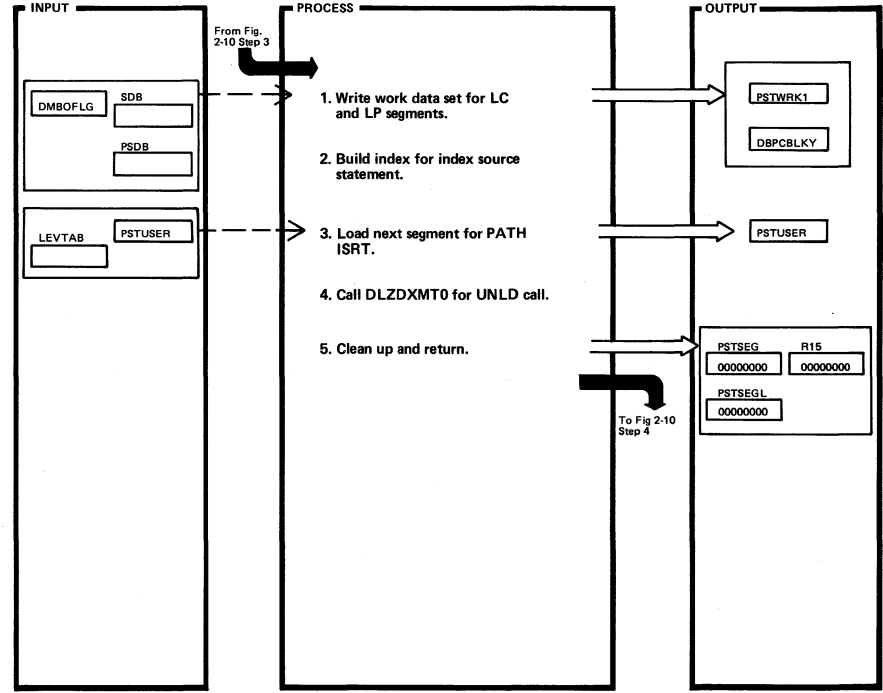 INPUT
PROCESS
OUTPUT
From Fig.
2-10 Step 3
DMBOFLG
SDB
PSDB
1. Write work data set for LC
and LP segments.
PSTWRK1
DBPCBLKY
2. Build index for index source
statement.
LEVTAB
PSTUSER
3. Load next segment for PATH
ISRT.
PSTUSER
4. Call DLZDXMT0 for UNLD call.
5. Clean up and return.
PSTSEG
R15
00000000
00000000
PSTSEGL
00000000
To Fig 2-10
Step 4